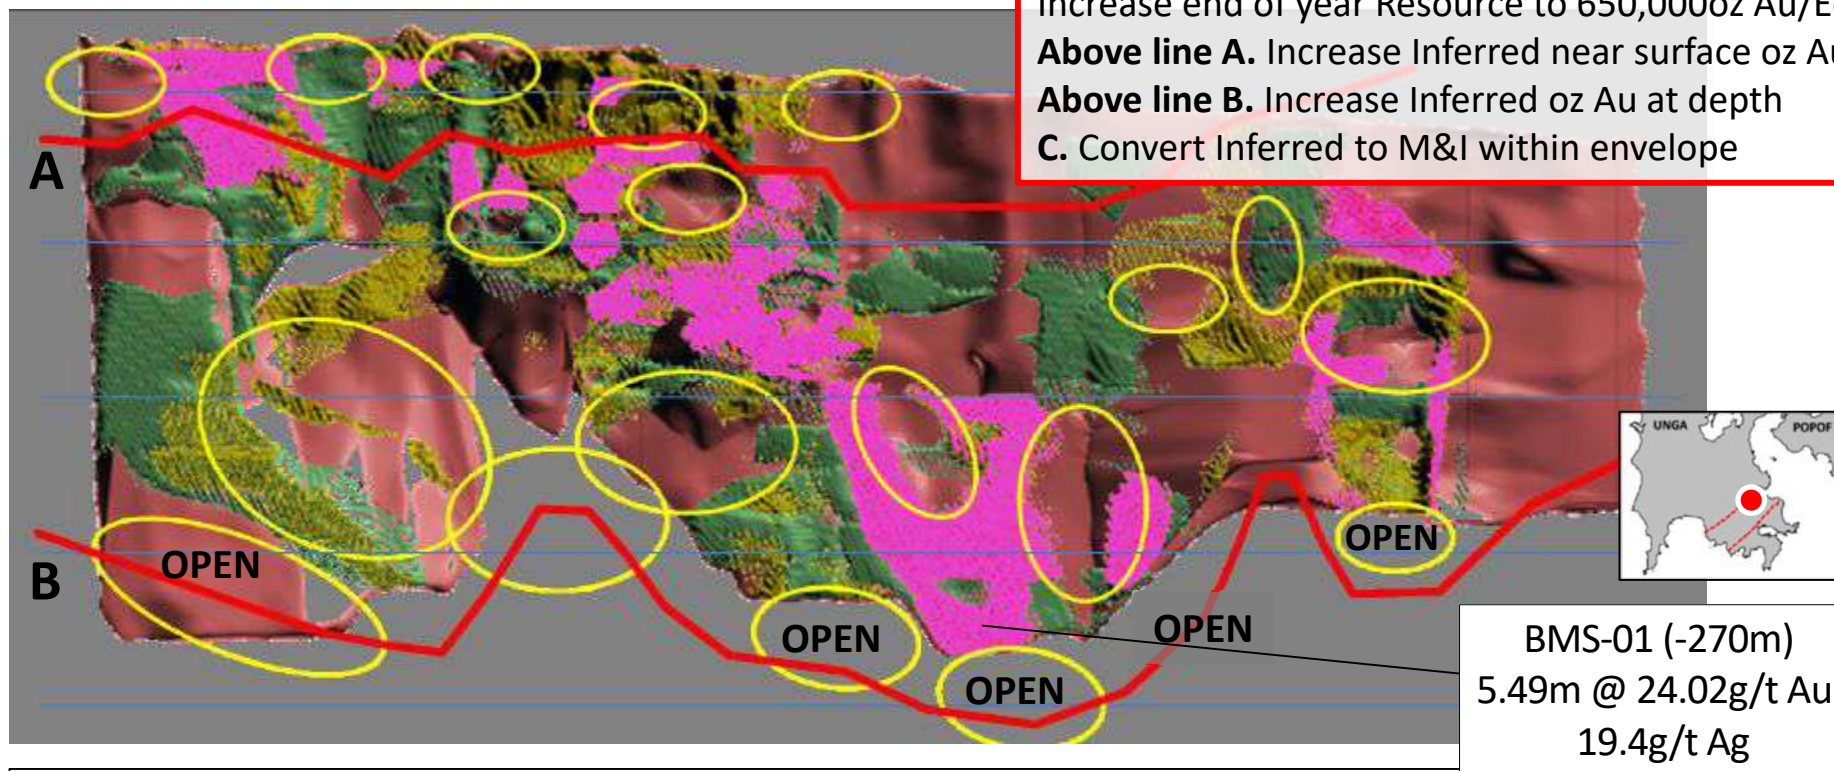 Increase end of year Resource to 650,000oz Au/E
Above line A. Increase Inferred near surface oz Au
Above line B. Increase Inferred oz Au at depth
C. Convert Inferred to M&I within envelope
A
UNGA
POPOF
OPEN
OPEN
B
OPEN
OPEN
OPEN
BMS-01 (-270m)
5.49m @ 24.02g/t Au
19.4g/t Ag